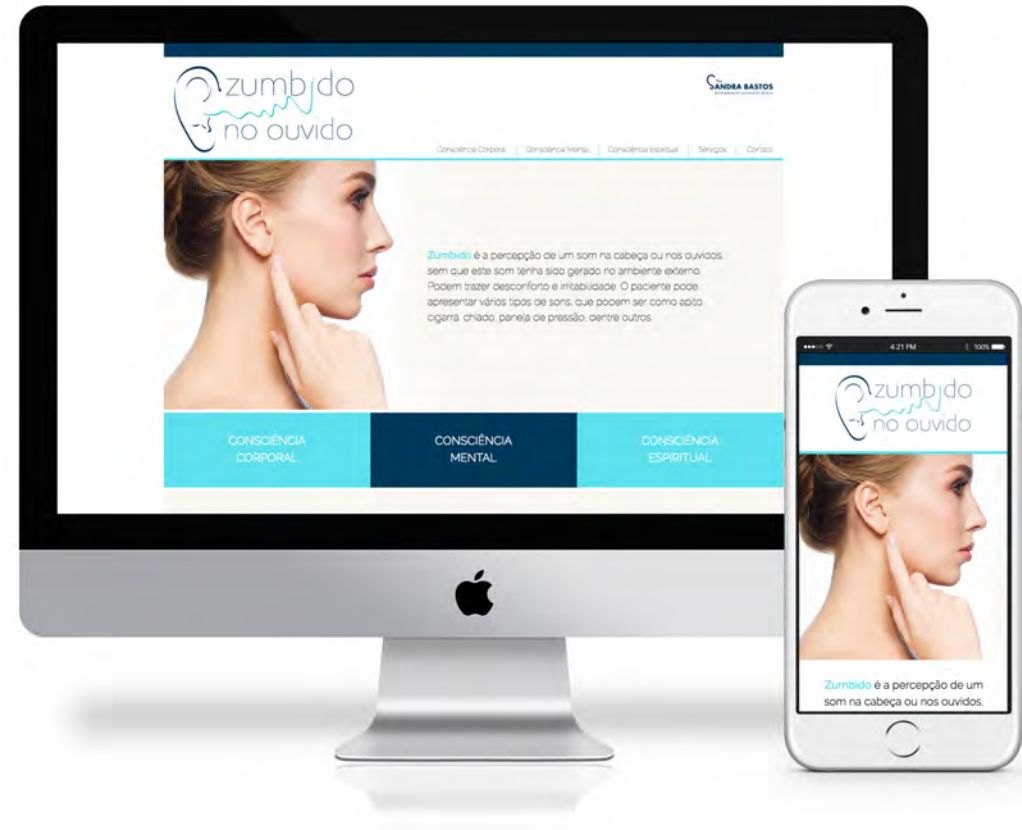 zumbido
no ouvido
SANDRA BASTOS
Consciência Corporal | Consciência Mental | Consciência Espiritual | Serviços | Contato
Zumbido é a percepção de um som na cabeça ou nos ouvidos,
sem que este som tenha sido gerado no ambiente externo.
Podem trazer desconforto e irritabilidade. O paciente pode
apresentar vários tipos de sons, que podem ser como apito,
cigarra, chiado, panela de pressão, dentre outros.
CONSCIÊNCIA
CORPORAL
CONSCIÊNCIA
MENTAL
CONSCIÊNCIA
ESPIRITUAL
4:21 PM
100%
zumbido
no ouvido
Zumbido é a percepção de um
som na cabeça ou nos ouvidos,